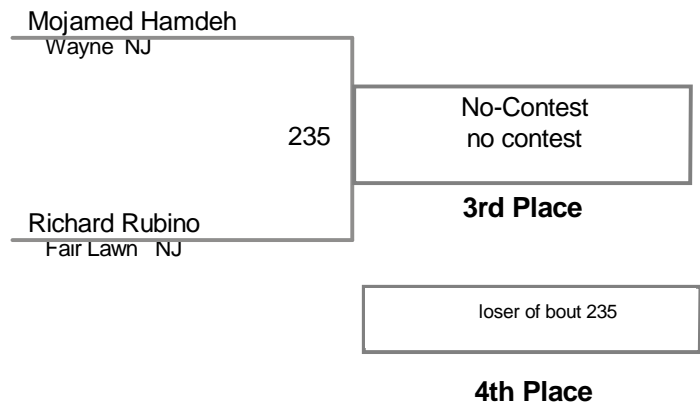 Mojamed Hamdeh
Wayne NJ
No-Contest
no contest
235
3rd Place
Richard Rubino
Fair Lawn NJ
loser of bout 235
4th Place